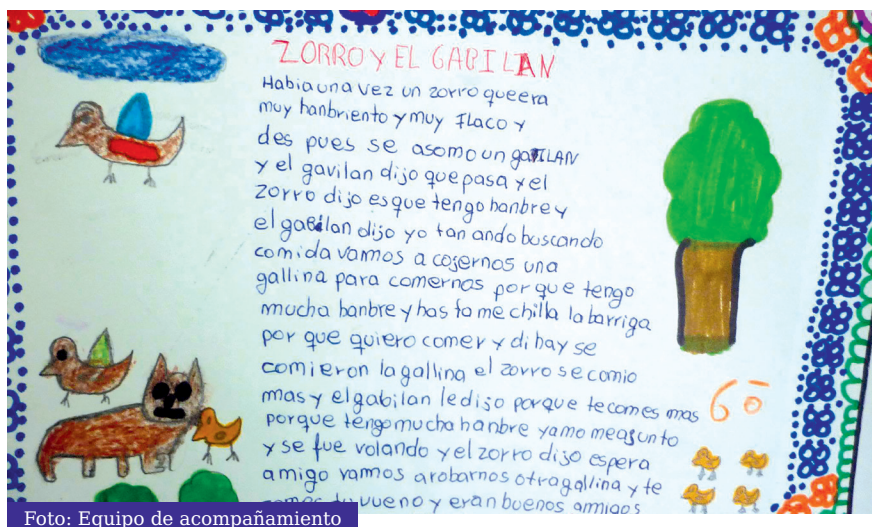 ZORRO Y EL GABILAN
Habia una vez un zorro que era
muy hanbriento y muy flaco y
des pues se asomo un gaVILAN
y el gavilan dijo que pasa y el
zorro dijo es que tengo hanbre y
el gabilan dijo yo tan ando buscando
comida vamos a cojernos una
gallina para comernos por que tengo
mucha hanbre y hasta me chilla la barriga
por que quiero comer y di hay se
comieron la gallina el zorro se comio
mas y el gabilan le dijo porque te comes mas
porque tengo mucha hanbre ya mo me ajunto
y se fue volando y el zorro dijo espera
amigo vamos a robarnos otra gallina y te
y eran buenos amigos
6º
Foto: Equipo de acompañamiento